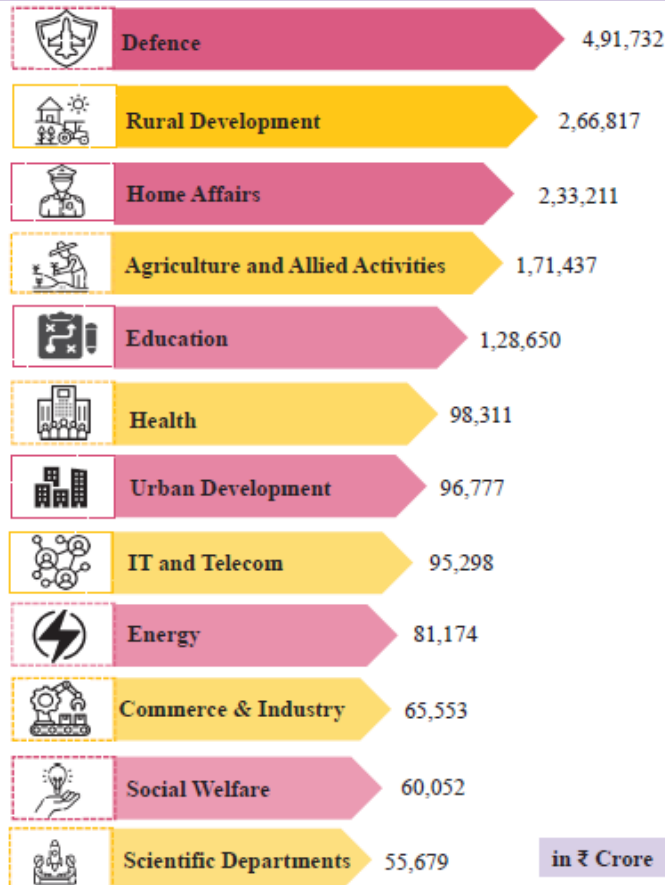 Defence 4,91,732
Rural Development 2,66,817
Home Affairs 2,33,211
Agriculture and Allied Activities 1,71,437
Education 1,28,650
Health 98,311
Urban Development 96,777
IT and Telecom 95,298
Energy 81,174
Commerce & Industry 65,553
Social Welfare 60,052
Scientific Departments 55,679
in ₹ Crore